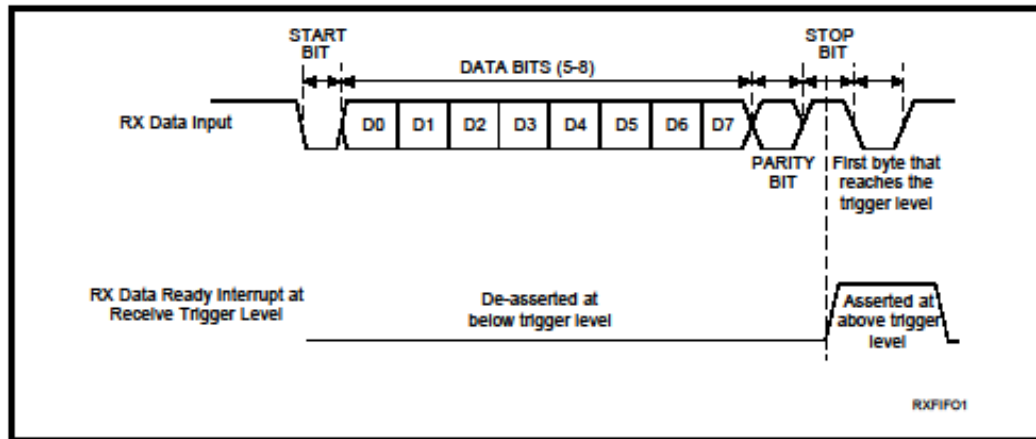 START
BIT
STOP
BIT
DATA BITS (5-8)
RX Data Input
D0 D1 D2 D3 D4 D5 D6 D7
PARITY
BIT
First byte that
reaches the
trigger level
RX Data Ready Interrupt at
Receive Trigger Level
De-asserted at
below trigger level
Asserted at
above trigger
level
RXFIFO1